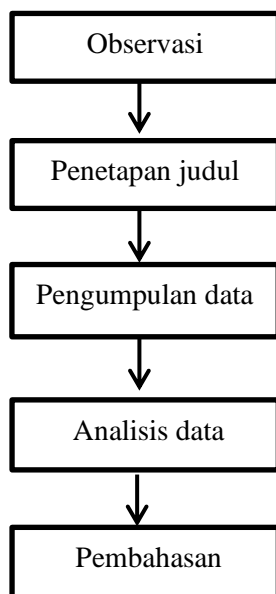 Observasi
Penetapan judul
Pengumpulan data
Analisis data
Pembahasan